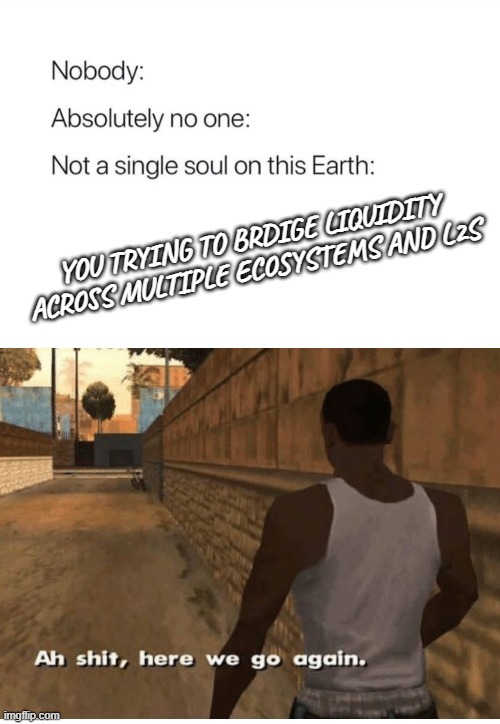 Nobody:
Absolutely no one:
Not a single soul on this Earth:
YOU TRYING TO BRDIGE LIQUIDITY
ACROSS MULTIPLE ECOSYSTEMS AND L2S
Ah shit, here we go again.
imgflip.com